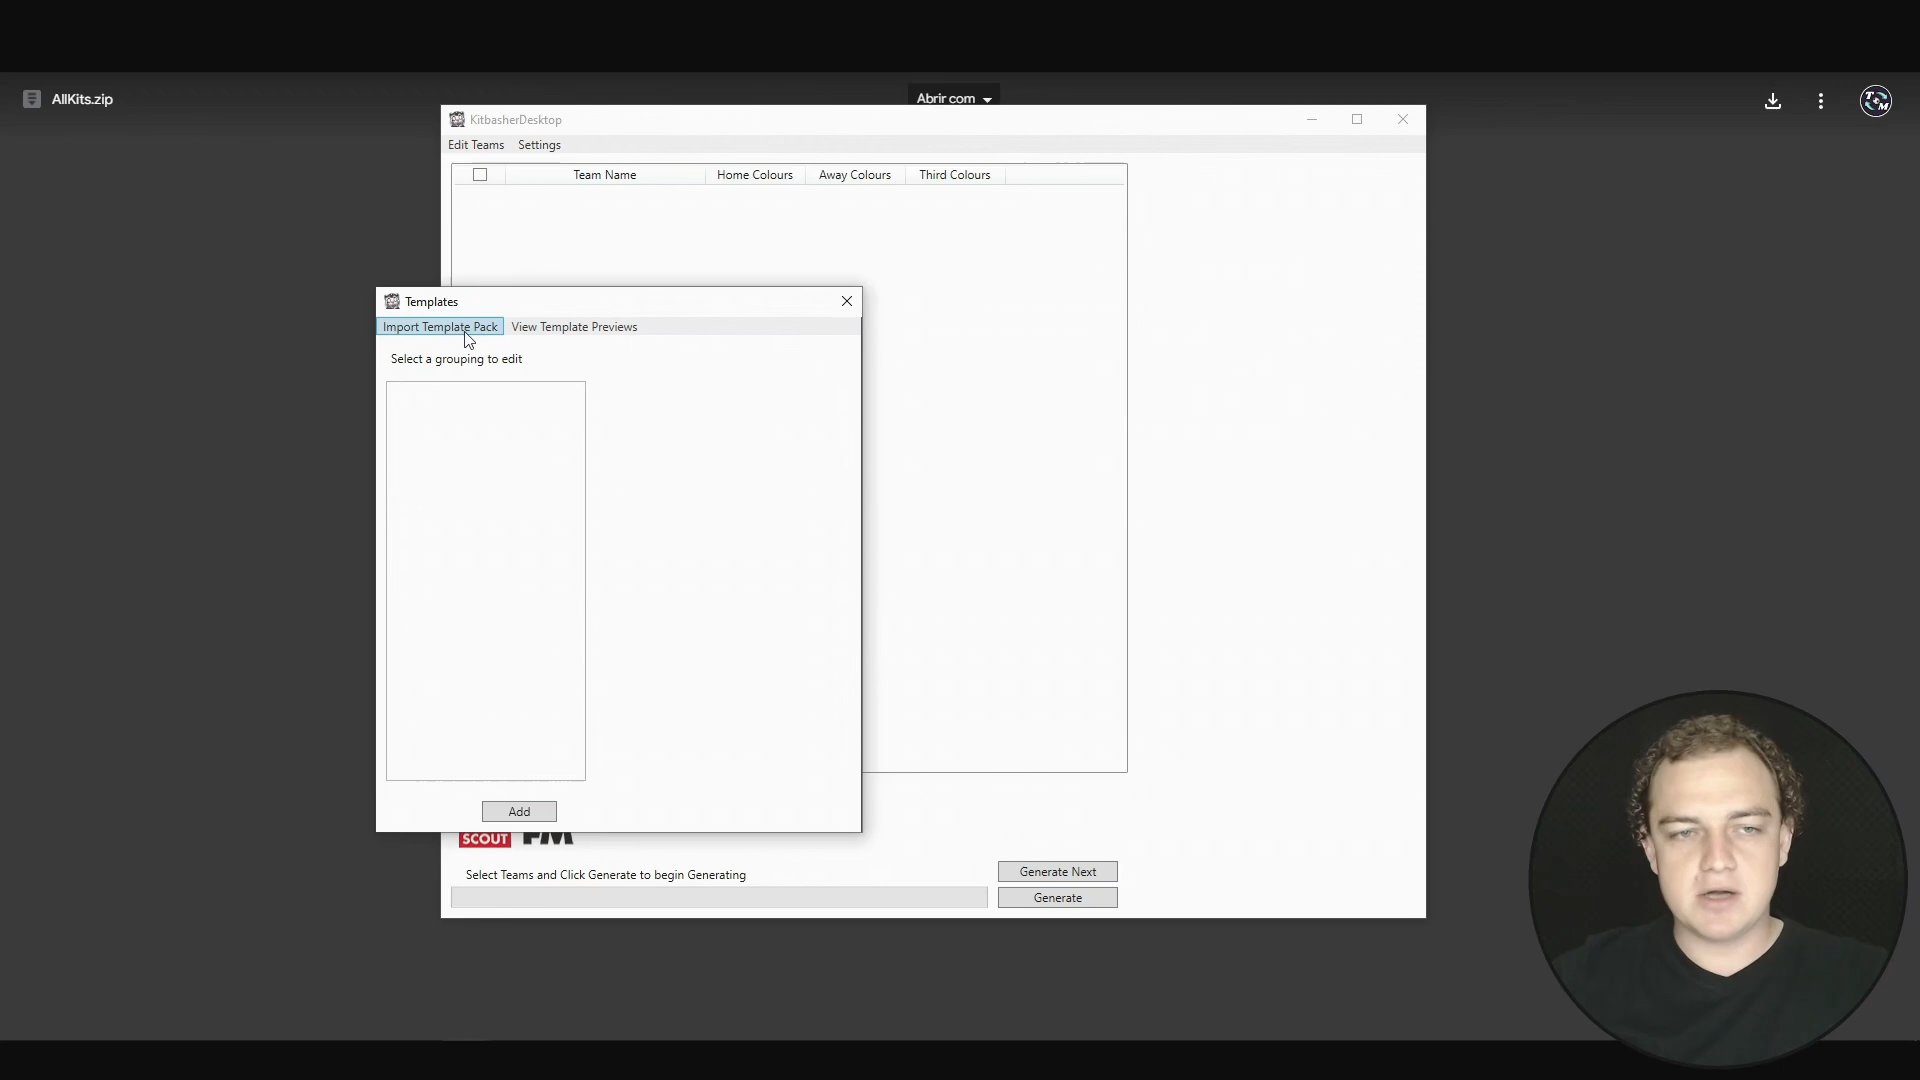 AllKits.zip
Abrir com
T&M
KitbasherDesktop
Edit Teams Settings
Team Name Home Colours Away Colours Third Colours
Templates
Import Template Pack View Template Previews
Select a grouping to edit
Add
SCOUT FM
Select Teams and Click Generate to begin Generating
Generate Next
Generate